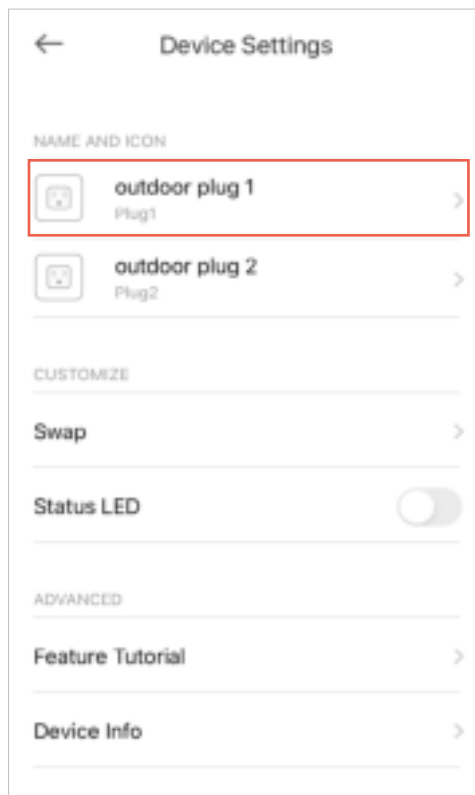 Device Settings
NAME AND ICON
outdoor plug 1
Plug1
outdoor plug 2
Plug2
CUSTOMIZE
Swap
Status LED
ADVANCED
Feature Tutorial
Device Info